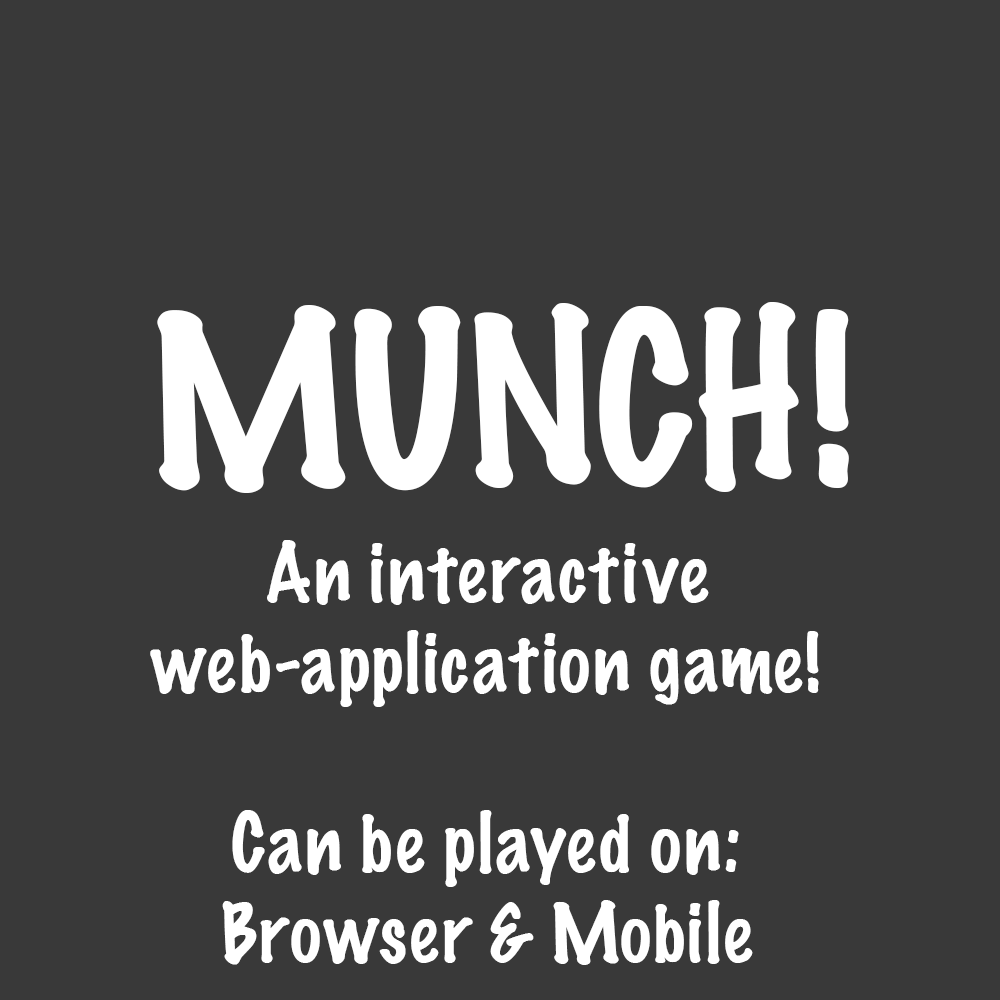 MUNCH!
An interactive
web-application game!
Can be played on:
Browser & Mobile